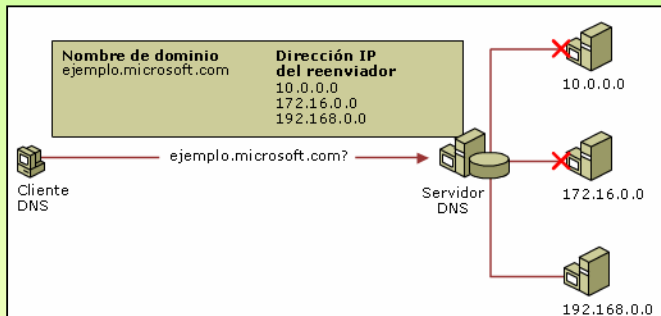 Nombre de dominio
ejemplo.microsoft.com
Dirección IP
del reenviador
10.0.0.0
172.16.0.0
192.168.0.0
10.0.0.0
ejemplo.microsoft.com?
Cliente
DNS
Servidor
DNS
172.16.0.0
192.168.0.0